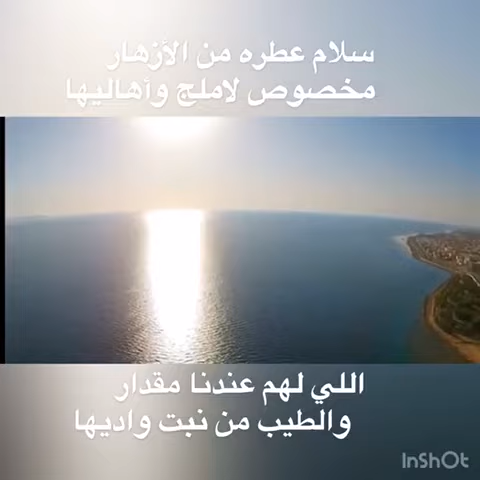 سلام عطره من الأزهار
مخصوص لاملج وأهاليها
اللي لهم عندنا مقدار
والطيب من نبت واديها
InShOt